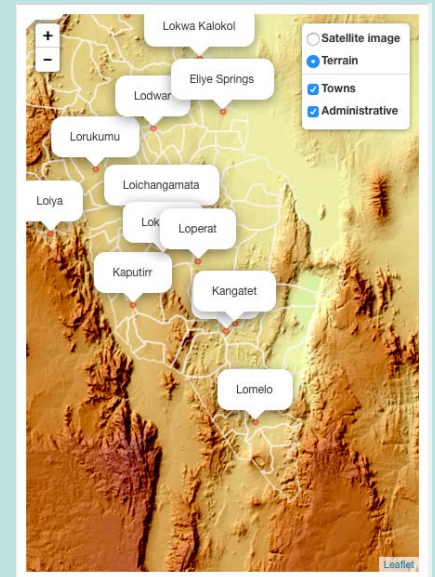 Lokwa Kalokol
+
−
Satellite image
Terrain
Towns
Administrative
Eliye Springs
Lodwar
Lorukumu
Loichangamata
Loiya
Loperat
Kaputirr
Kangatet
Lomelo
Leaflet